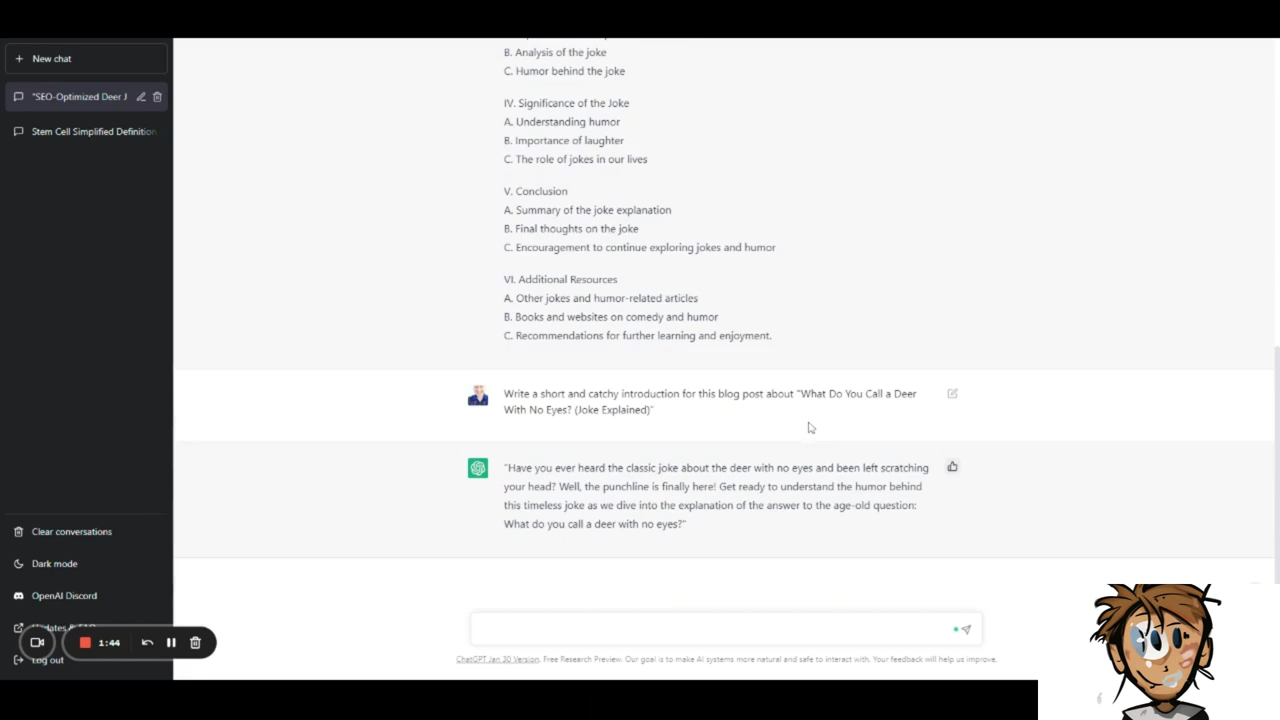 New chat
"SEO-Optimized Deer J
Stem Cell Simplified Definition
B. Analysis of the joke
C. Humor behind the joke
IV. Significance of the Joke
A. Understanding humor
B. Importance of laughter
C. The role of jokes in our lives
V. Conclusion
A. Summary of the joke explanation
B. Final thoughts on the joke
C. Encouragement to continue exploring jokes and humor
VI. Additional Resources
A. Other jokes and humor-related articles
B. Books and websites on comedy and humor
C. Recommendations for further learning and enjoyment.
Write a short and catchy introduction for this blog post about "What Do You Call a Deer
With No Eyes? (Joke Explained)"
"Have you ever heard the classic joke about the deer with no eyes and been left scratching
your head? Well, the punchline is finally here! Get ready to understand the humor behind
this timeless joke as we dive into the explanation of the answer to the age-old question:
What do you call a deer with no eyes?"
Clear conversations
Dark mode
OpenAI Discord
1:44
Log out
ChatGPT Jan 30 Version. Free Research Preview. Our goal is to make AI systems more natural and safe to interact with. Your feedback will help us improve.